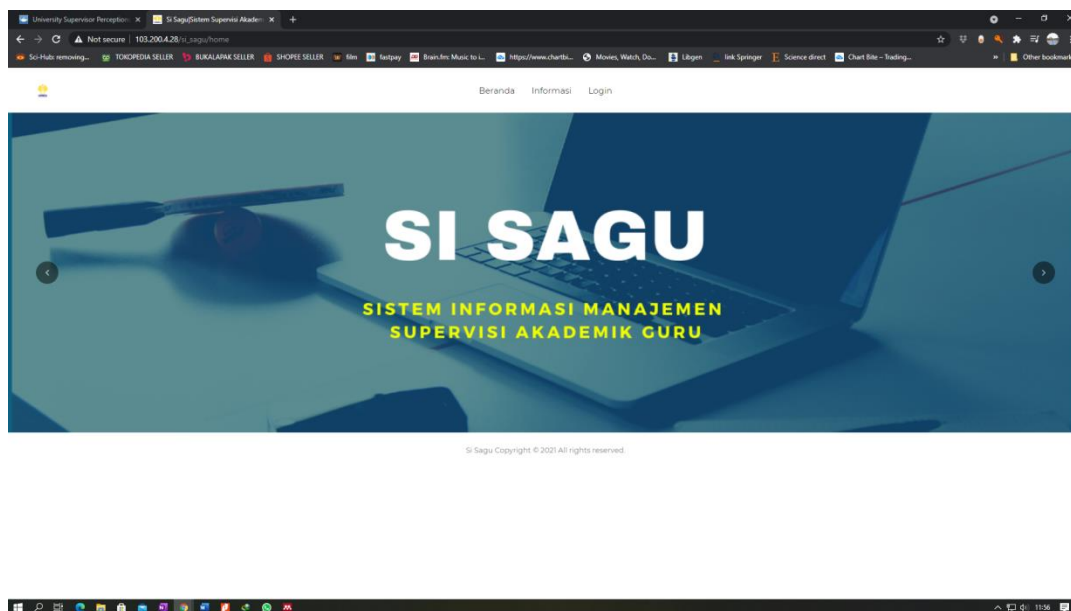 University Supervisor Perception:
Si Sagu|Sistem Supervisi Akadem
Not secure | 103.200.4.28/si_sagu/home
Sci-Hub: removing...
TOKOPEDIA SELLER
BUKALAPAK SELLER
SHOPEE SELLER
film
fastpay
Brain.fm: Music to i...
https://www.chartbi...
Movies, Watch, Do...
Libgen
link Springer
Science direct
Chart Bite – Trading...
Other bookmark
Beranda Informasi Login
SI SAGU
SISTEM INFORMASI MANAJEMEN
SUPERVISI AKADEMIK GURU
Si Sagu Copyright © 2021 All rights reserved.
11:56